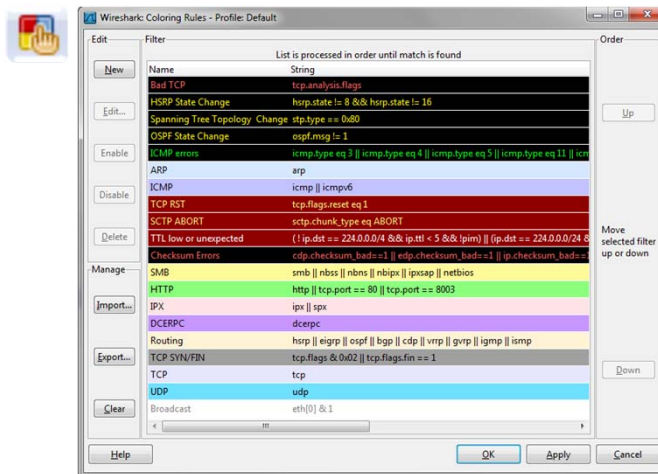 Wireshark: Coloring Rules - Profile: Default
Edit
Filter
Order
List is processed in order until match is found
New
Edit...
Enable
Disable
Delete
Manage
Import...
Export...
Clear
Name String
Bad TCP tcp.analysis.flags
HSRP State Change hsrp.state != 8 && hsrp.state != 16
Spanning Tree Topology Change stp.type == 0x80
OSPF State Change ospf.msg != 1
ICMP errors icmp.type eq 3 || icmp.type eq 4 || icmp.type eq 5 || icmp.type eq 11 || icm
ARP arp
ICMP icmp || icmpv6
TCP RST tcp.flags.reset eq 1
SCTP ABORT sctp.chunk_type eq ABORT
TTL low or unexpected ( ! ip.dst == 224.0.0.0/4 && ip.ttl < 5 && !pim) || (ip.dst == 224.0.0.0/24 &
Checksum Errors cdp.checksum_bad==1 || edp.checksum_bad==1 || ip.checksum_bad==1
SMB smb || nbss || nbns || nbipx || ipxsap || netbios
HTTP http || tcp.port == 80 || tcp.port == 8003
IPX ipx || spx
DCERPC dcerpc
Routing hsrp || eigrp || ospf || bgp || cdp || vrrp || gvrp || igmp || ismp
TCP SYN/FIN tcp.flags & 0x02 || tcp.flags.fin == 1
TCP tcp
UDP udp
Broadcast eth[0] & 1
Up
Move
selected filter
up or down
Down
Help
OK
Apply
Cancel